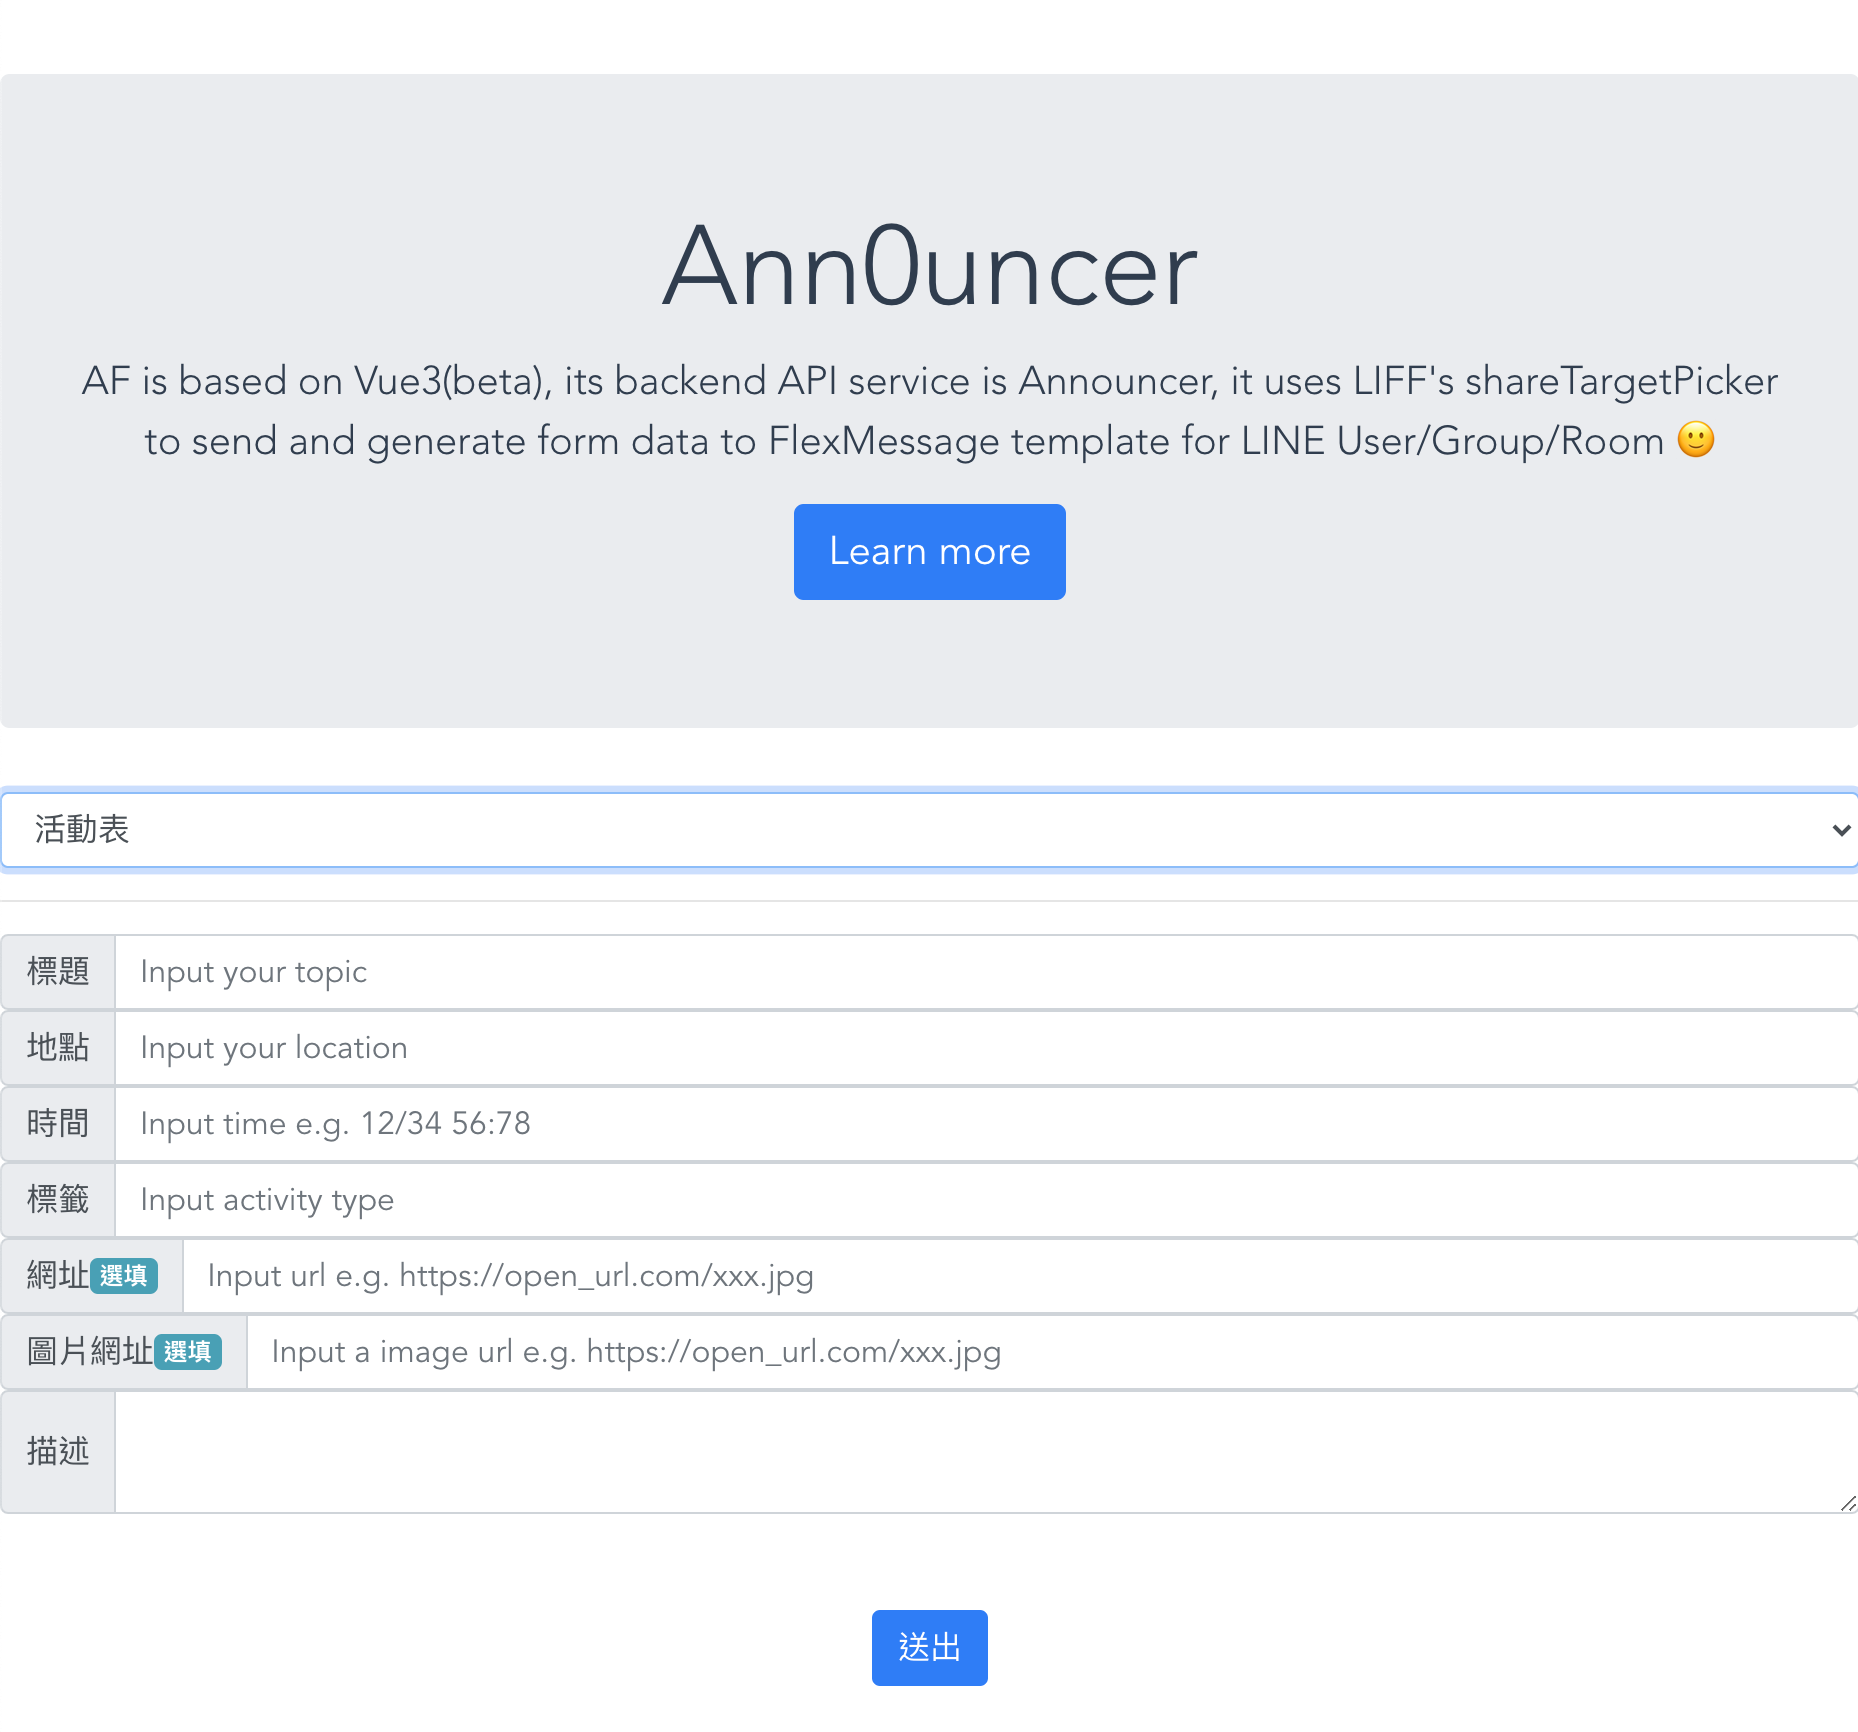 Ann0uncer
AF is based on Vue3(beta), its backend API service is Announcer, it uses LIFF's shareTargetPicker
to send and generate form data to FlexMessage template for LINE User/Group/Room 🙂
Learn more
活動表
標題 Input your topic
地點 Input your location
時間 Input time e.g. 12/34 56:78
標籤 Input activity type
網址 選填 Input url e.g. https://open_url.com/xxx.jpg
圖片網址 選填 Input a image url e.g. https://open_url.com/xxx.jpg
描述
送出